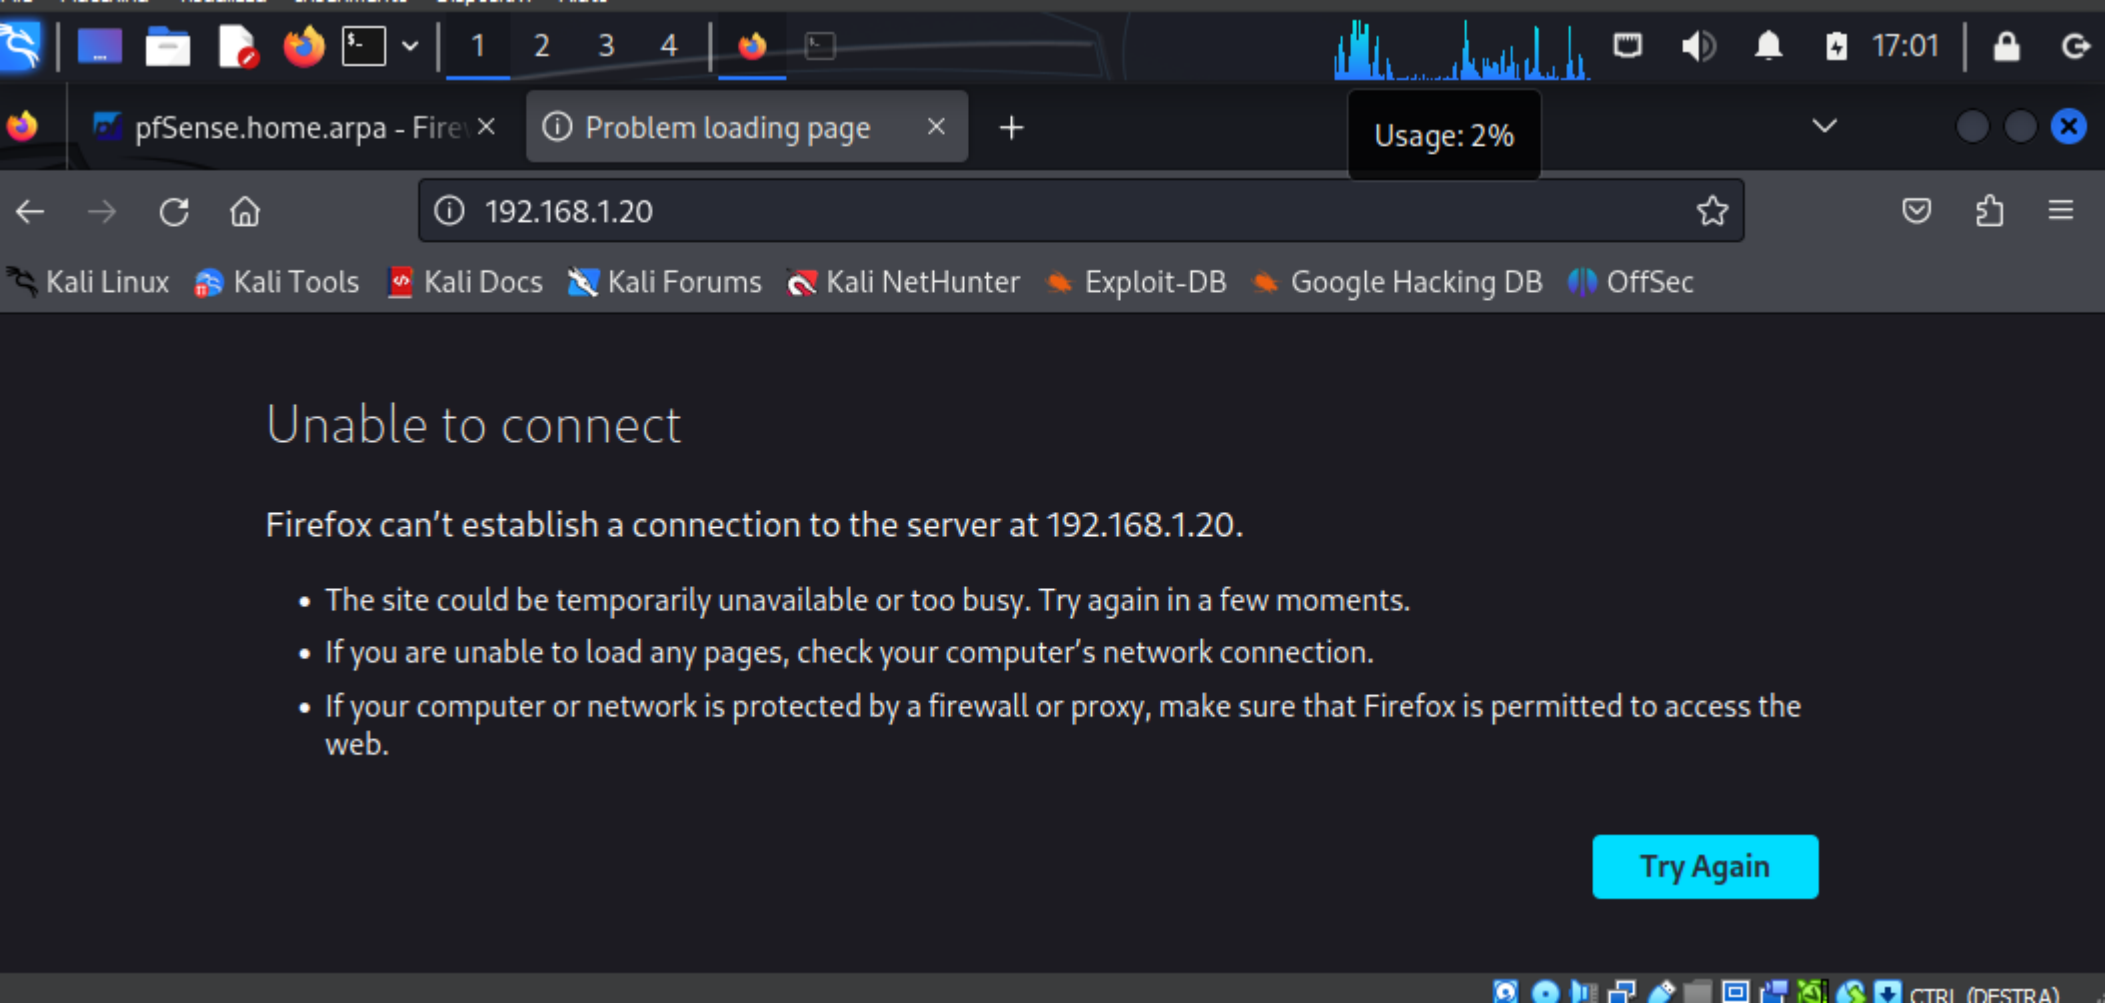 1 2 3 4
17:01
pfSense.home.arpa - Fire
Problem loading page
Usage: 2%
192.168.1.20
Kali Linux Kali Tools Kali Docs Kali Forums Kali NetHunter Exploit-DB Google Hacking DB OffSec
Unable to connect
Firefox can’t establish a connection to the server at 192.168.1.20.
• The site could be temporarily unavailable or too busy. Try again in a few moments.
• If you are unable to load any pages, check your computer’s network connection.
• If your computer or network is protected by a firewall or proxy, make sure that Firefox is permitted to access the
web.
Try Again
CTRL (DESTRA)